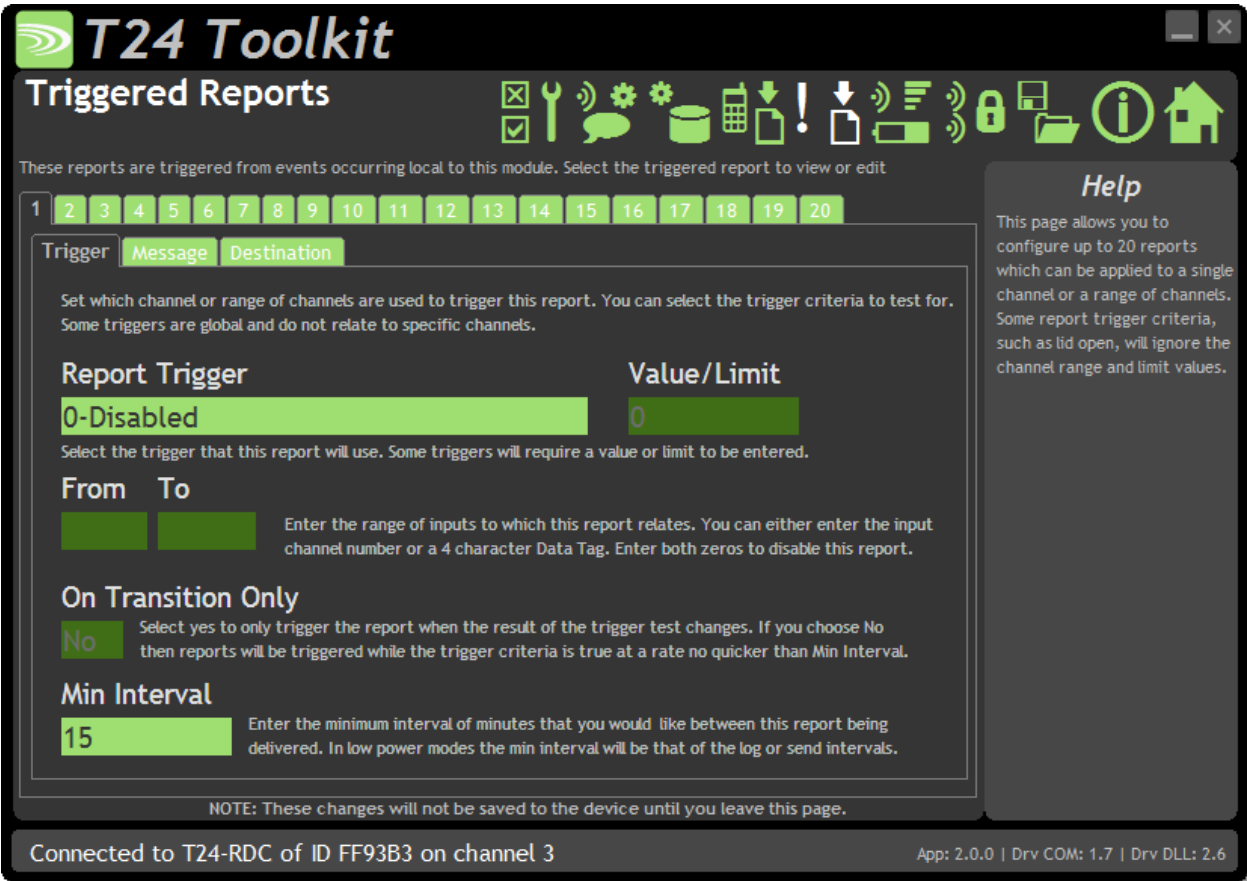 T24 Toolkit
Triggered Reports
These reports are triggered from events occurring local to this module. Select the triggered report to view or edit
1 2 3 4 5 6 7 8 9 10 11 12 13 14 15 16 17 18 19 20
Trigger Message Destination
Set which channel or range of channels are used to trigger this report. You can select the trigger criteria to test for.
Some triggers are global and do not relate to specific channels.
Report Trigger Value/Limit
0-Disabled 0
Select the trigger that this report will use. Some triggers will require a value or limit to be entered.
From To
Enter the range of inputs to which this report relates. You can either enter the input
channel number or a 4 character Data Tag. Enter both zeros to disable this report.
On Transition Only
No
Select yes to only trigger the report when the result of the trigger test changes. If you choose No
then reports will be triggered while the trigger criteria is true at a rate no quicker than Min Interval.
Min Interval
15
Enter the minimum interval of minutes that you would like between this report being
delivered. In low power modes the min interval will be that of the log or send intervals.
NOTE: These changes will not be saved to the device until you leave this page.
Help
This page allows you to
configure up to 20 reports
which can be applied to a single
channel or a range of channels.
Some report trigger criteria,
such as lid open, will ignore the
channel range and limit values.
Connected to T24-RDC of ID FF93B3 on channel 3
App: 2.0.0 | Drv COM: 1.7 | Drv DLL: 2.6